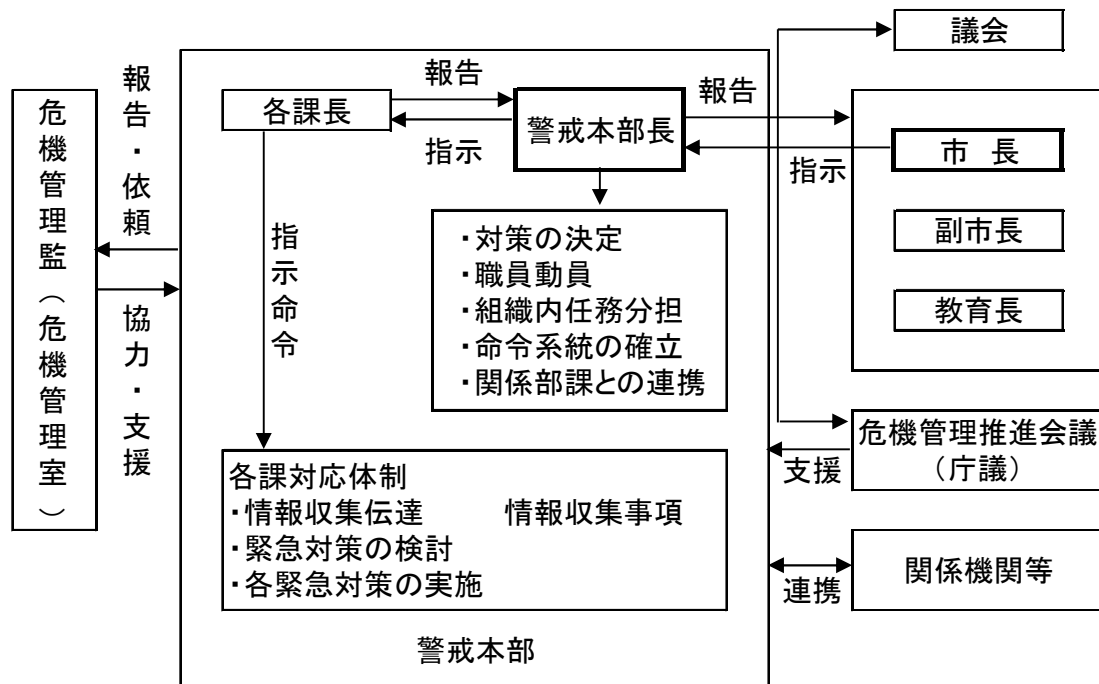 議会
報告・依頼
報告
報告
危機管理監（危機管理室）
各課長
警戒本部長
指示
指示
市 長
・対策の決定
・職員動員
・組織内任務分担
・命令系統の確立
・関係部課との連携
副市長
指示命令
教育長
協力・支援
危機管理推進会議
（庁議）
支援
各課対応体制
・情報収集伝達 情報収集事項
・緊急対策の検討
・各緊急対策の実施
関係機関等
連携
警戒本部